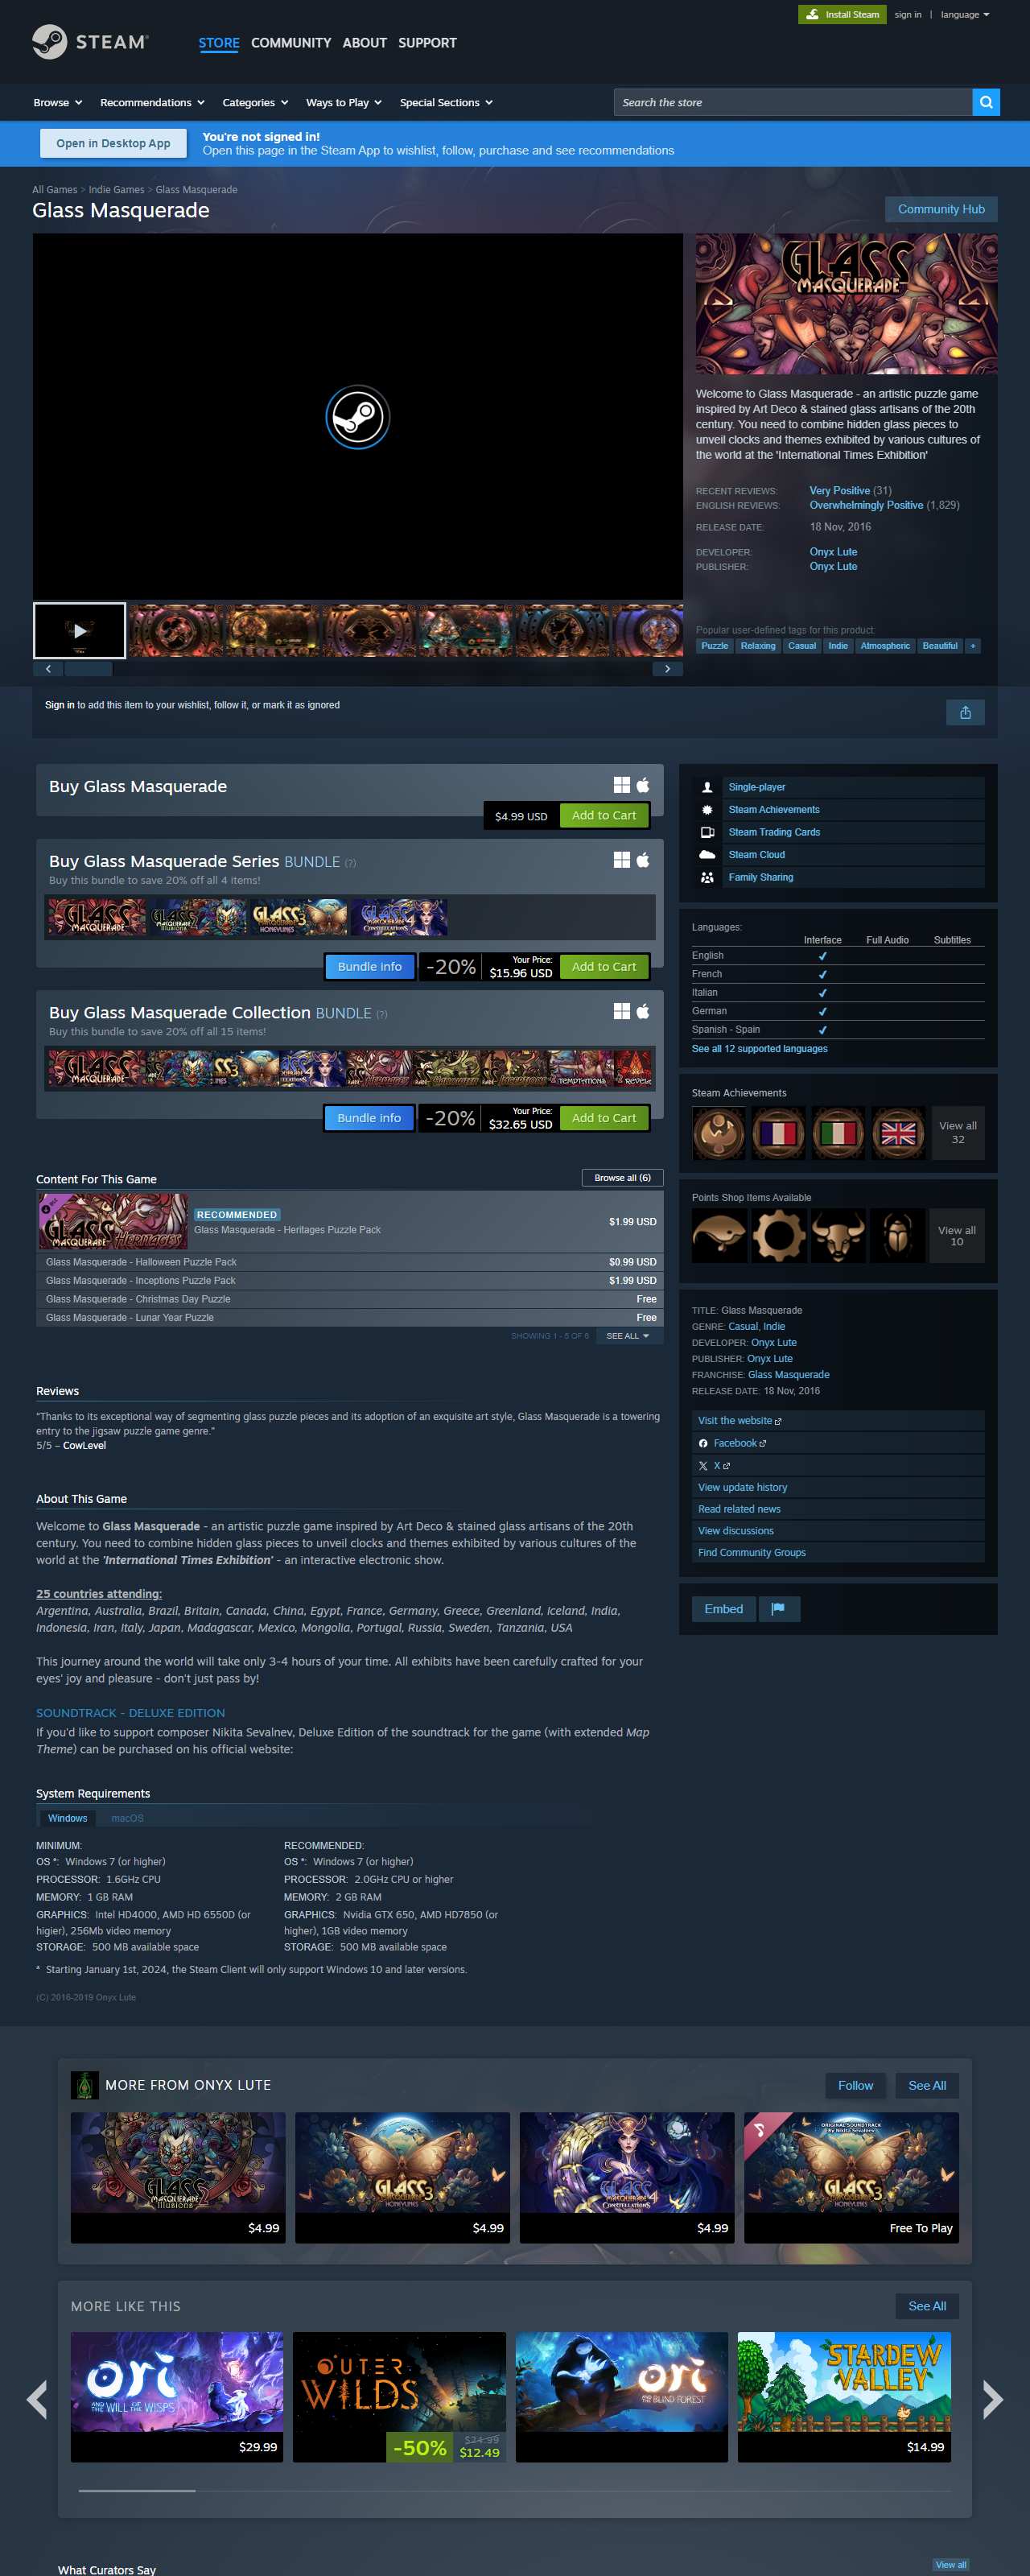 Install Steam
sign in | language
STEAM®
STORE COMMUNITY ABOUT SUPPORT
Browse Recommendations Categories Ways to Play Special Sections
Search the store
Open in Desktop App
You're not signed in!
Open this page in the Steam App to wishlist, follow, purchase and see recommendations
All Games > Indie Games > Glass Masquerade
Glass Masquerade
Community Hub
GLASS
MASQUERADE
Welcome to Glass Masquerade - an artistic puzzle game
inspired by Art Deco & stained glass artisans of the 20th
century. You need to combine hidden glass pieces to
unveil clocks and themes exhibited by various cultures of
the world at the 'International Times Exhibition'
RECENT REVIEWS: Very Positive (31)
ENGLISH REVIEWS: Overwhelmingly Positive (1,829)
RELEASE DATE: 18 Nov, 2016
DEVELOPER: Onyx Lute
PUBLISHER: Onyx Lute
Popular user-defined tags for this product:
Puzzle Relaxing Casual Indie Atmospheric Beautiful +
Sign in to add this item to your wishlist, follow it, or mark it as ignored
Buy Glass Masquerade
$4.99 USD Add to Cart
Buy Glass Masquerade Series BUNDLE (?)
Buy this bundle to save 20% off all 4 items!
Bundle info -20% Your Price: $15.96 USD Add to Cart
Buy Glass Masquerade Collection BUNDLE (?)
Buy this bundle to save 20% off all 15 items!
Bundle info -20% Your Price: $32.65 USD Add to Cart
Content For This Game
Browse all (6)
RECOMMENDED
Glass Masquerade - Heritages Puzzle Pack $1.99 USD
Glass Masquerade - Halloween Puzzle Pack $0.99 USD
Glass Masquerade - Inceptions Puzzle Pack $1.99 USD
Glass Masquerade - Christmas Day Puzzle Free
Glass Masquerade - Lunar Year Puzzle Free
SHOWING 1 - 5 OF 6 SEE ALL
Reviews
“Thanks to its exceptional way of segmenting glass puzzle pieces and its adoption of an exquisite art style, Glass Masquerade is a towering
entry to the jigsaw puzzle game genre.”
5/5 – CowLevel
About This Game
Welcome to Glass Masquerade - an artistic puzzle game inspired by Art Deco & stained glass artisans of the 20th
century. You need to combine hidden glass pieces to unveil clocks and themes exhibited by various cultures of the
world at the 'International Times Exhibition' - an interactive electronic show.
25 countries attending:
Argentina, Australia, Brazil, Britain, Canada, China, Egypt, France, Germany, Greece, Greenland, Iceland, India,
Indonesia, Iran, Italy, Japan, Madagascar, Mexico, Mongolia, Portugal, Russia, Sweden, Tanzania, USA
This journey around the world will take only 3-4 hours of your time. All exhibits have been carefully crafted for your
eyes' joy and pleasure - don't just pass by!
SOUNDTRACK - DELUXE EDITION
If you'd like to support composer Nikita Sevalnev, Deluxe Edition of the soundtrack for the game (with extended Map
Theme) can be purchased on his official website:
System Requirements
Windows macOS
MINIMUM:
OS *: Windows 7 (or higher)
PROCESSOR: 1.6GHz CPU
MEMORY: 1 GB RAM
GRAPHICS: Intel HD4000, AMD HD 6550D (or
higier), 256Mb video memory
STORAGE: 500 MB available space
RECOMMENDED:
OS *: Windows 7 (or higher)
PROCESSOR: 2.0GHz CPU or higher
MEMORY: 2 GB RAM
GRAPHICS: Nvidia GTX 650, AMD HD7850 (or
higher), 1GB video memory
STORAGE: 500 MB available space
* Starting January 1st, 2024, the Steam Client will only support Windows 10 and later versions.
(C) 2016-2019 Onyx Lute
Single-player
Steam Achievements
Steam Trading Cards
Steam Cloud
Family Sharing
Languages:
Interface Full Audio Subtitles
English ✔
French ✔
Italian ✔
German ✔
Spanish - Spain ✔
See all 12 supported languages
Steam Achievements
View all
32
Points Shop Items Available
View all
10
TITLE: Glass Masquerade
GENRE: Casual, Indie
DEVELOPER: Onyx Lute
PUBLISHER: Onyx Lute
FRANCHISE: Glass Masquerade
RELEASE DATE: 18 Nov, 2016
Visit the website
Facebook
X
View update history
Read related news
View discussions
Find Community Groups
Embed
MORE FROM ONYX LUTE
Follow See All
$4.99 $4.99 $4.99 Free To Play
MORE LIKE THIS
See All
ori
AND THE WILL OF THE WISPS
OUTER WILDS
ori
AND THE BLIND FOREST
STARDEW VALLEY
$29.99
-50% $24.99 $12.49
$14.99
What Curators Say
View all